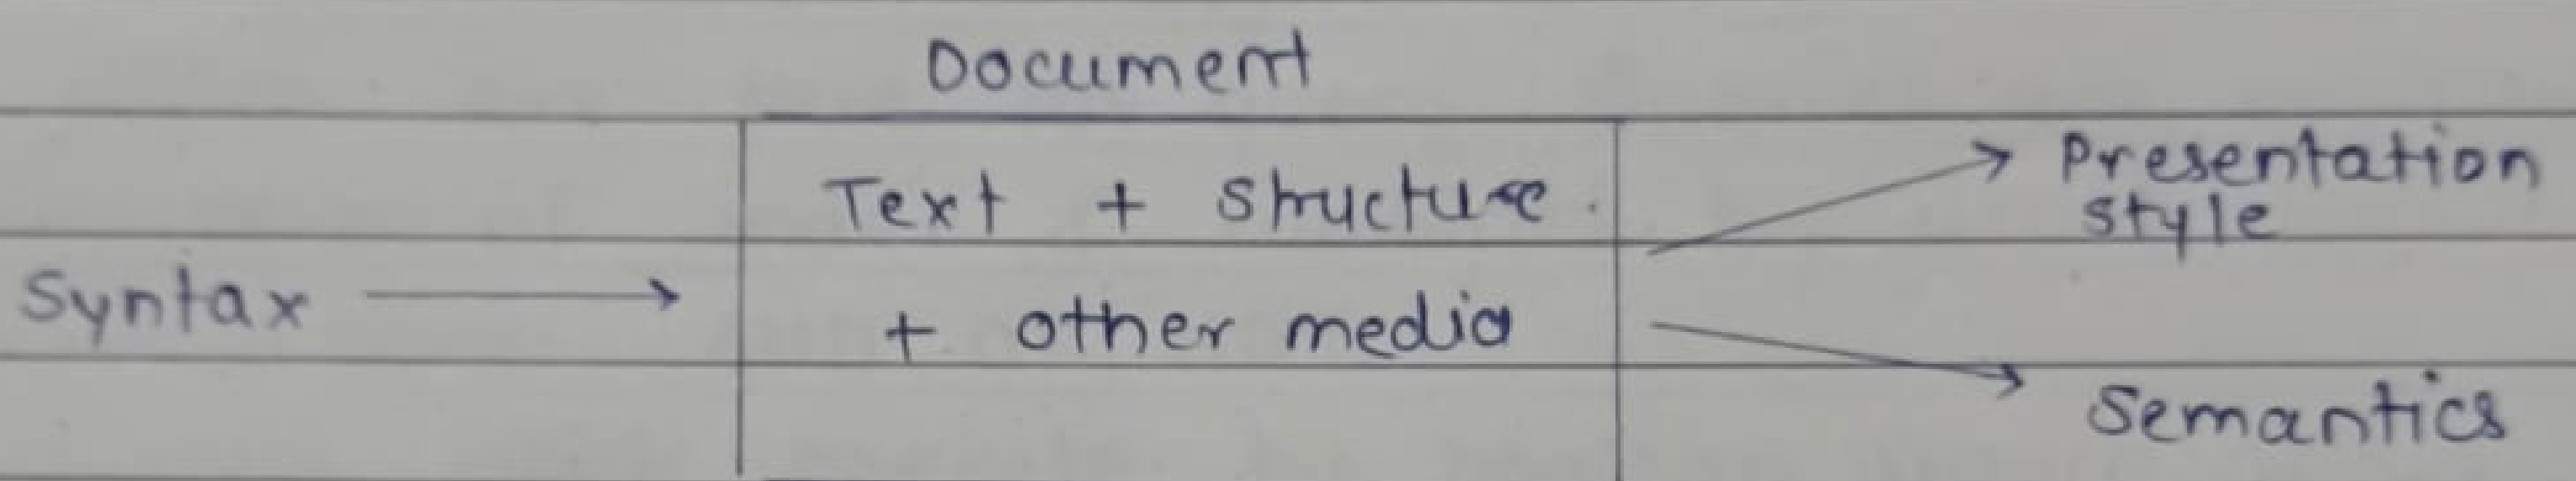 Document
Text + structure
Presentation
style
Syntax
+ other media
Semantics